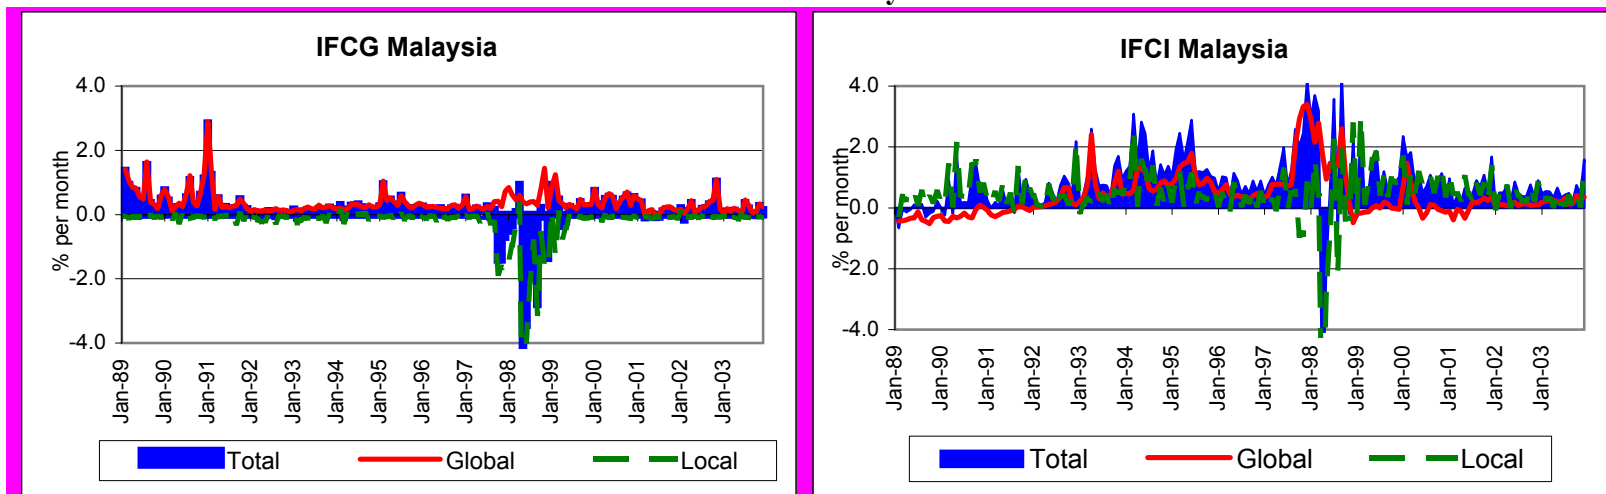 IFCG Malaysia
% per month
4.0
2.0
0.0
-2.0
-4.0
Jan-89
Jan-90
Jan-91
Jan-92
Jan-93
Jan-94
Jan-95
Jan-96
Jan-97
Jan-98
Jan-99
Jan-00
Jan-01
Jan-02
Jan-03
Total Global Local
IFCI Malaysia
% per month
4.0
2.0
0.0
-2.0
-4.0
Jan-89
Jan-90
Jan-91
Jan-92
Jan-93
Jan-94
Jan-95
Jan-96
Jan-97
Jan-98
Jan-99
Jan-00
Jan-01
Jan-02
Jan-03
Total Global Local